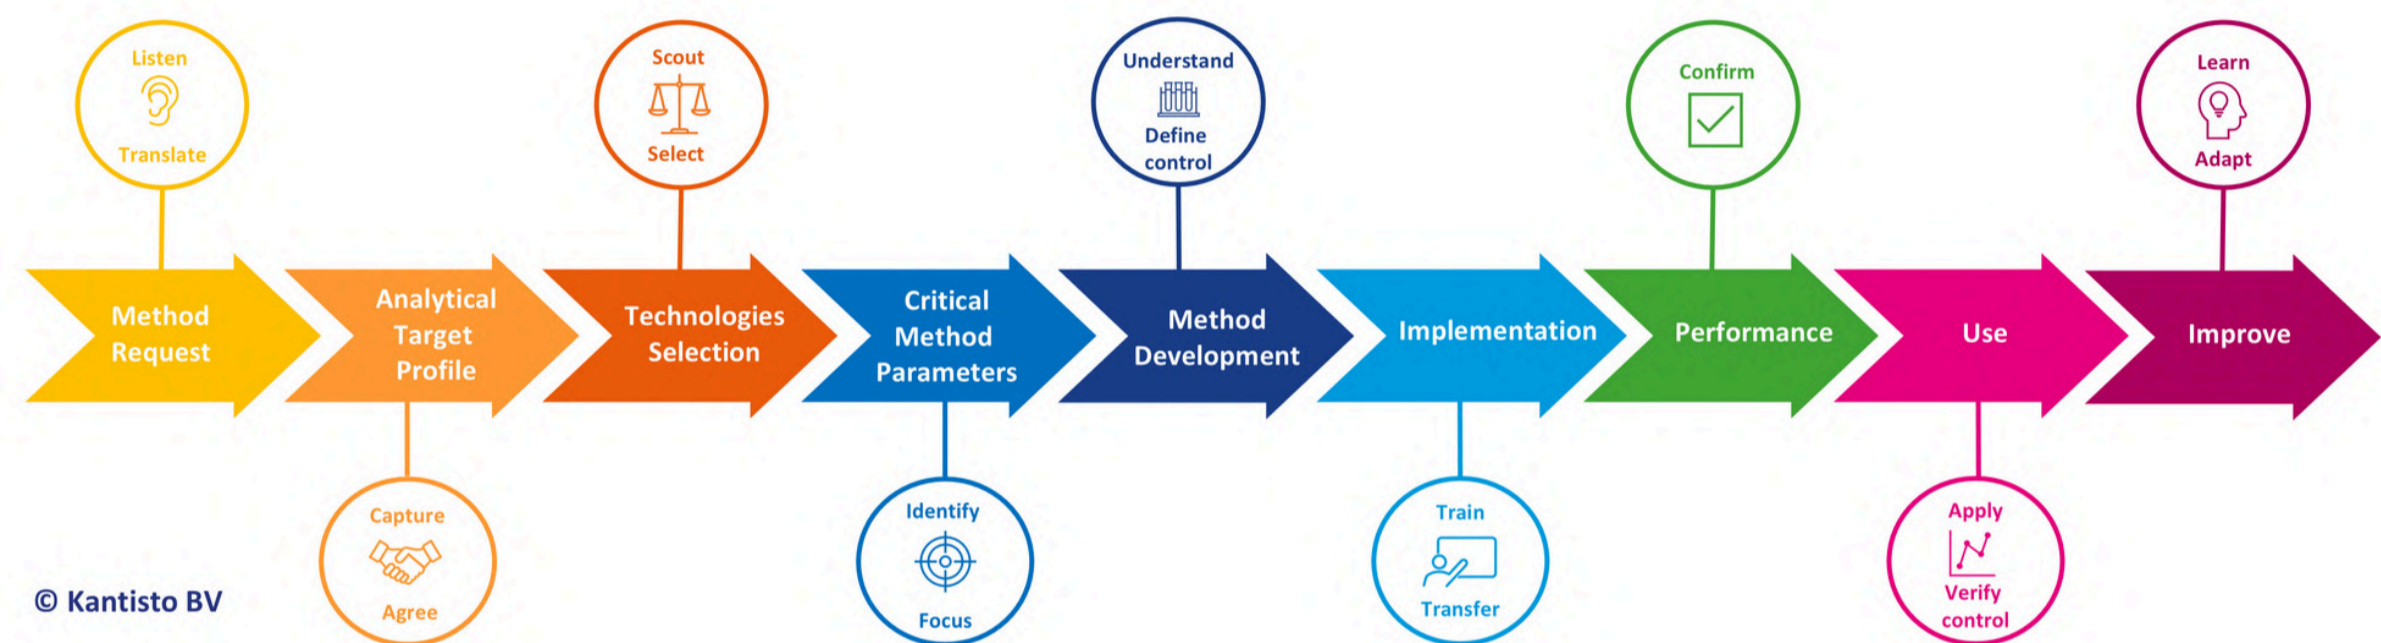 Listen
Translate
Scout
Select
Understand
Define
control
Confirm
Learn
Adapt
Method
Request
Analytical
Target
Profile
Technologies
Selection
Critical
Method
Parameters
Method
Development
Implementation
Performance
Use
Improve
Capture
Agree
Identify
Focus
Train
Transfer
Apply
Verify
control
© Kantisto BV